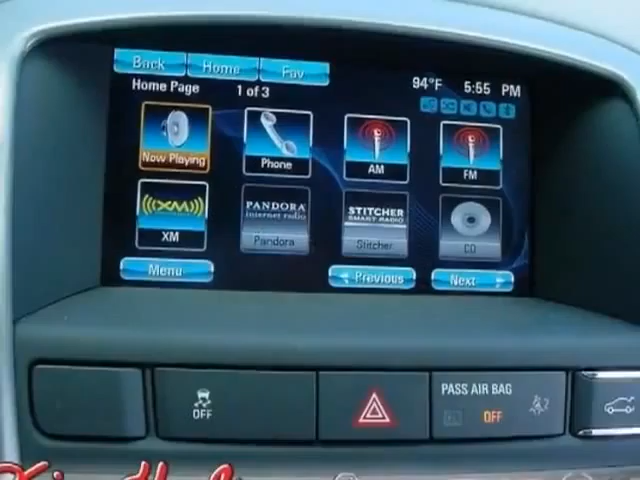 Back Home Fav
Home Page 1 of 3 94°F 5:55 PM
Now Playing Phone AM FM
XM
PANDORA
internet radio
STITCHER
SMART RADIO
XM Pandora Stitcher CD
Menu Previous Next
PASS AIR BAG
OFF OFF